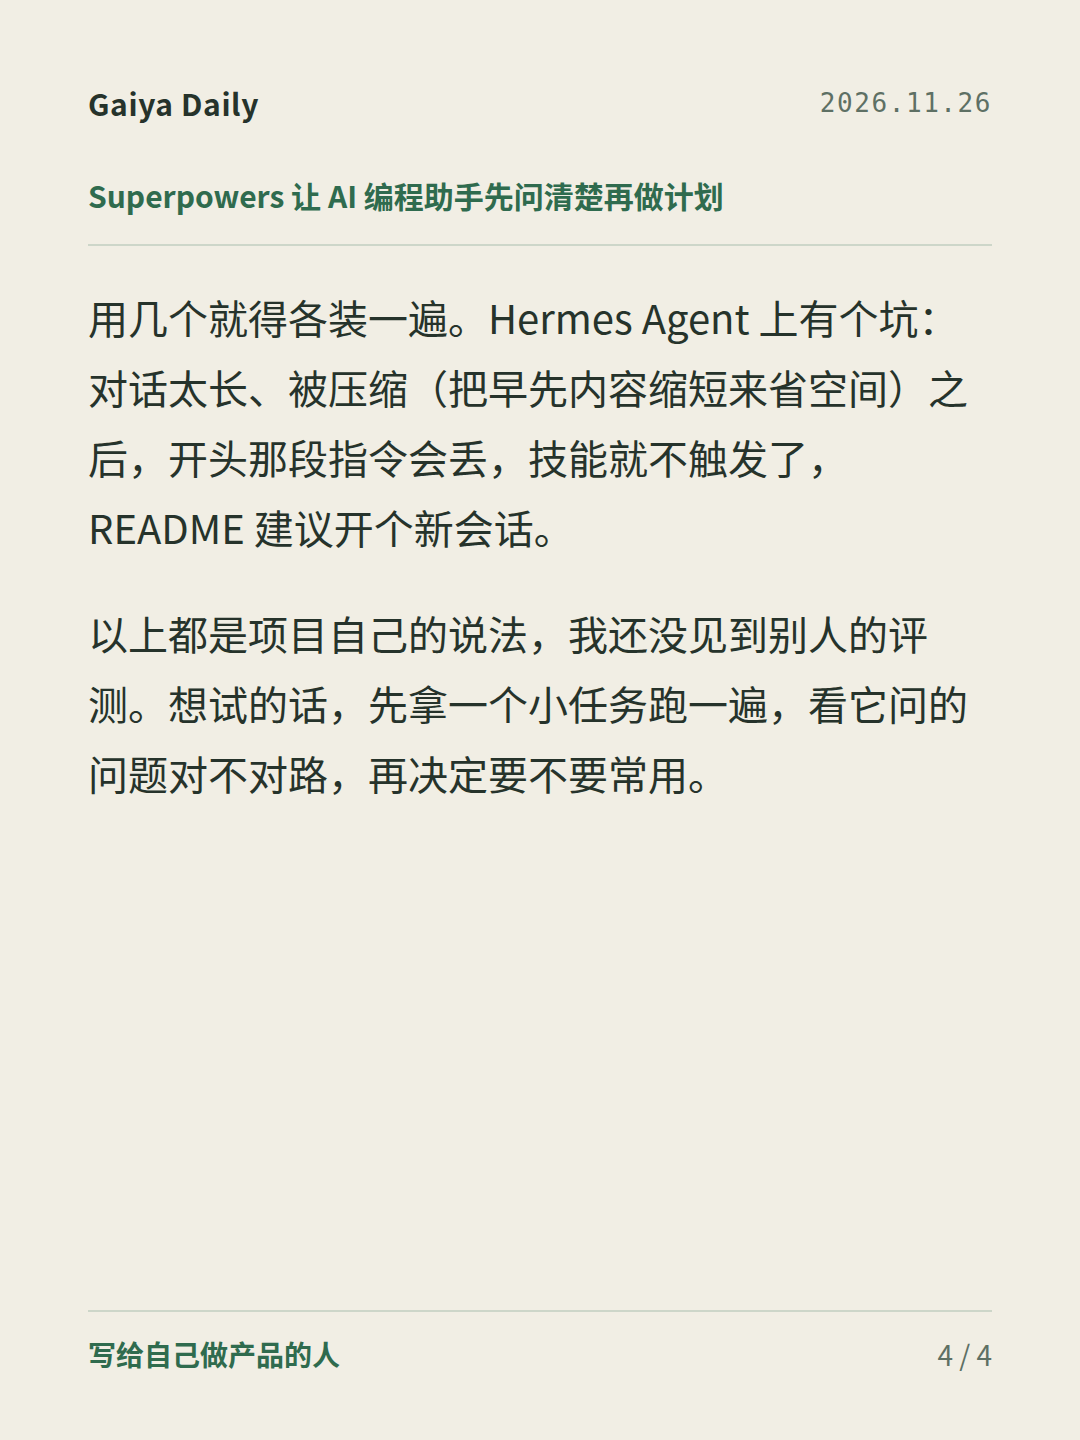 Gaiya Daily
2026.11.26
Superpowers 让 AI 编程助手先问清楚再做计划
用几个就得各装一遍。Hermes Agent 上有个坑：
对话太长、被压缩（把早先内容缩短来省空间）之
后，开头那段指令会丢，技能就不触发了，
README 建议开个新会话。
以上都是项目自己的说法，我还没见到别人的评
测。想试的话，先拿一个小任务跑一遍，看它问的
问题对不对路，再决定要不要常用。
写给自己做产品的人
4 / 4